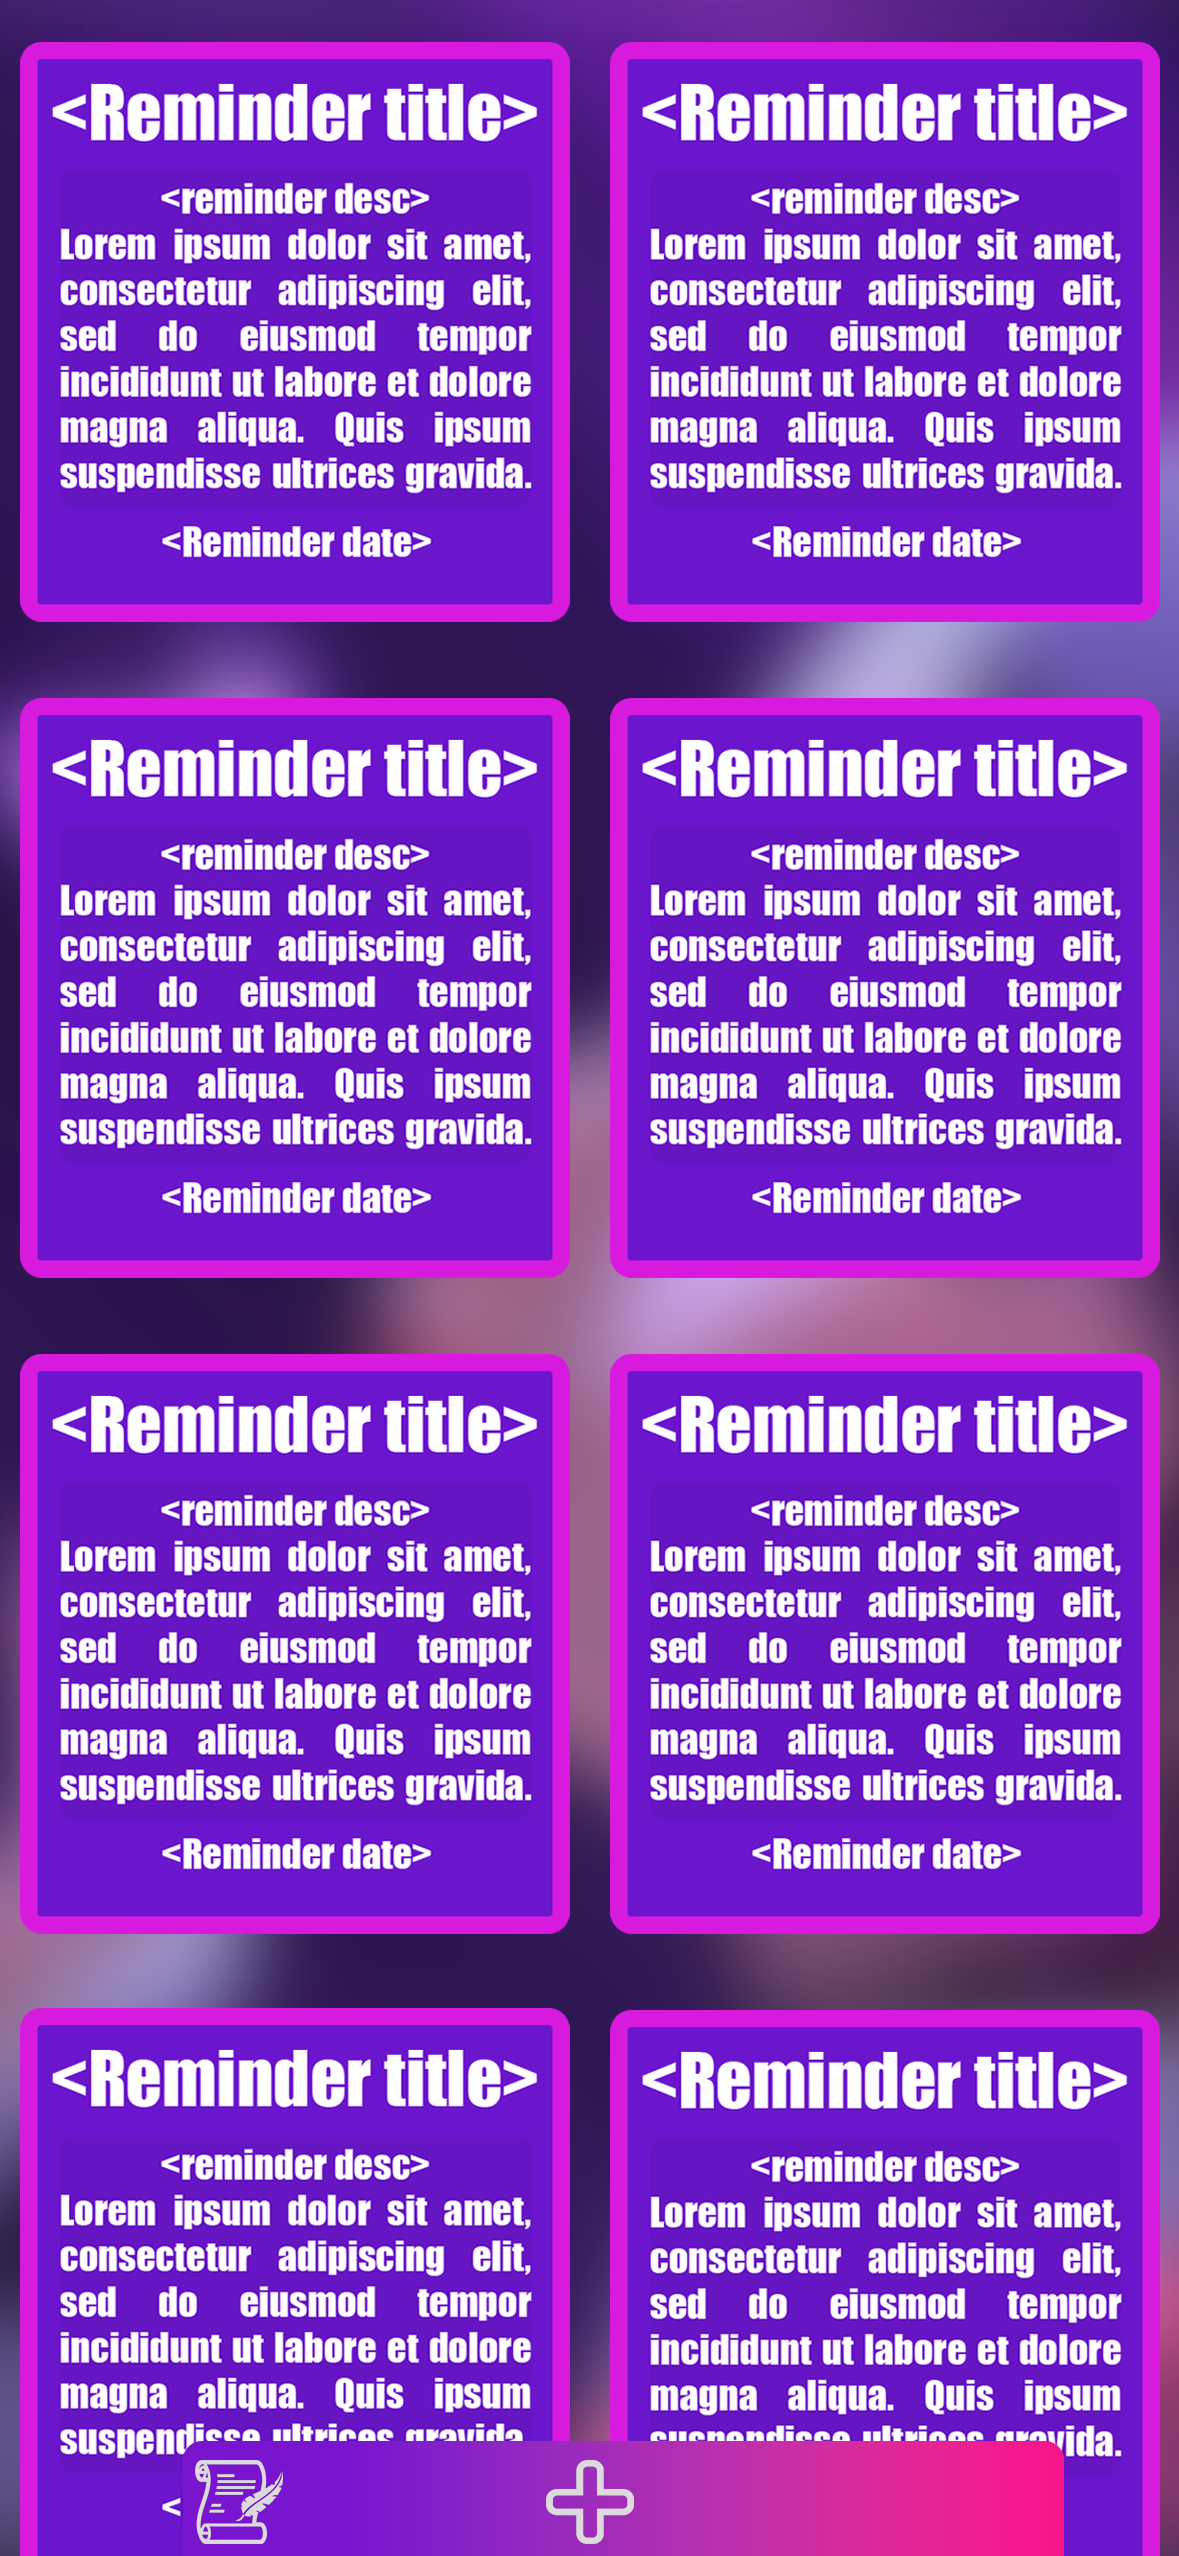 <Reminder title>
<reminder desc>
Lorem ipsum dolor sit amet,
consectetur adipiscing elit,
sed do eiusmod tempor
incididunt ut labore et dolore
magna aliqua. Quis ipsum
suspendisse ultrices gravida.
<Reminder date>
<Reminder title>
<reminder desc>
Lorem ipsum dolor sit amet,
consectetur adipiscing elit,
sed do eiusmod tempor
incididunt ut labore et dolore
magna aliqua. Quis ipsum
suspendisse ultrices gravida.
<Reminder date>
<Reminder title>
<reminder desc>
Lorem ipsum dolor sit amet,
consectetur adipiscing elit,
sed do eiusmod tempor
incididunt ut labore et dolore
magna aliqua. Quis ipsum
suspendisse ultrices gravida.
<Reminder date>
<Reminder title>
<reminder desc>
Lorem ipsum dolor sit amet,
consectetur adipiscing elit,
sed do eiusmod tempor
incididunt ut labore et dolore
magna aliqua. Quis ipsum
suspendisse ultrices gravida.
<Reminder date>
<Reminder title>
<reminder desc>
Lorem ipsum dolor sit amet,
consectetur adipiscing elit,
sed do eiusmod tempor
incididunt ut labore et dolore
magna aliqua. Quis ipsum
suspendisse ultrices gravida.
<Reminder date>
<Reminder title>
<reminder desc>
Lorem ipsum dolor sit amet,
consectetur adipiscing elit,
sed do eiusmod tempor
incididunt ut labore et dolore
magna aliqua. Quis ipsum
suspendisse ultrices gravida.
<Reminder date>
<Reminder title>
<reminder desc>
Lorem ipsum dolor sit amet,
consectetur adipiscing elit,
sed do eiusmod tempor
incididunt ut labore et dolore
magna aliqua. Quis ipsum
suspendisse ultrices gravida.
<
<Reminder title>
<reminder desc>
Lorem ipsum dolor sit amet,
consectetur adipiscing elit,
sed do eiusmod tempor
incididunt ut labore et dolore
magna aliqua. Quis ipsum
suspendisse ultrices gravida.